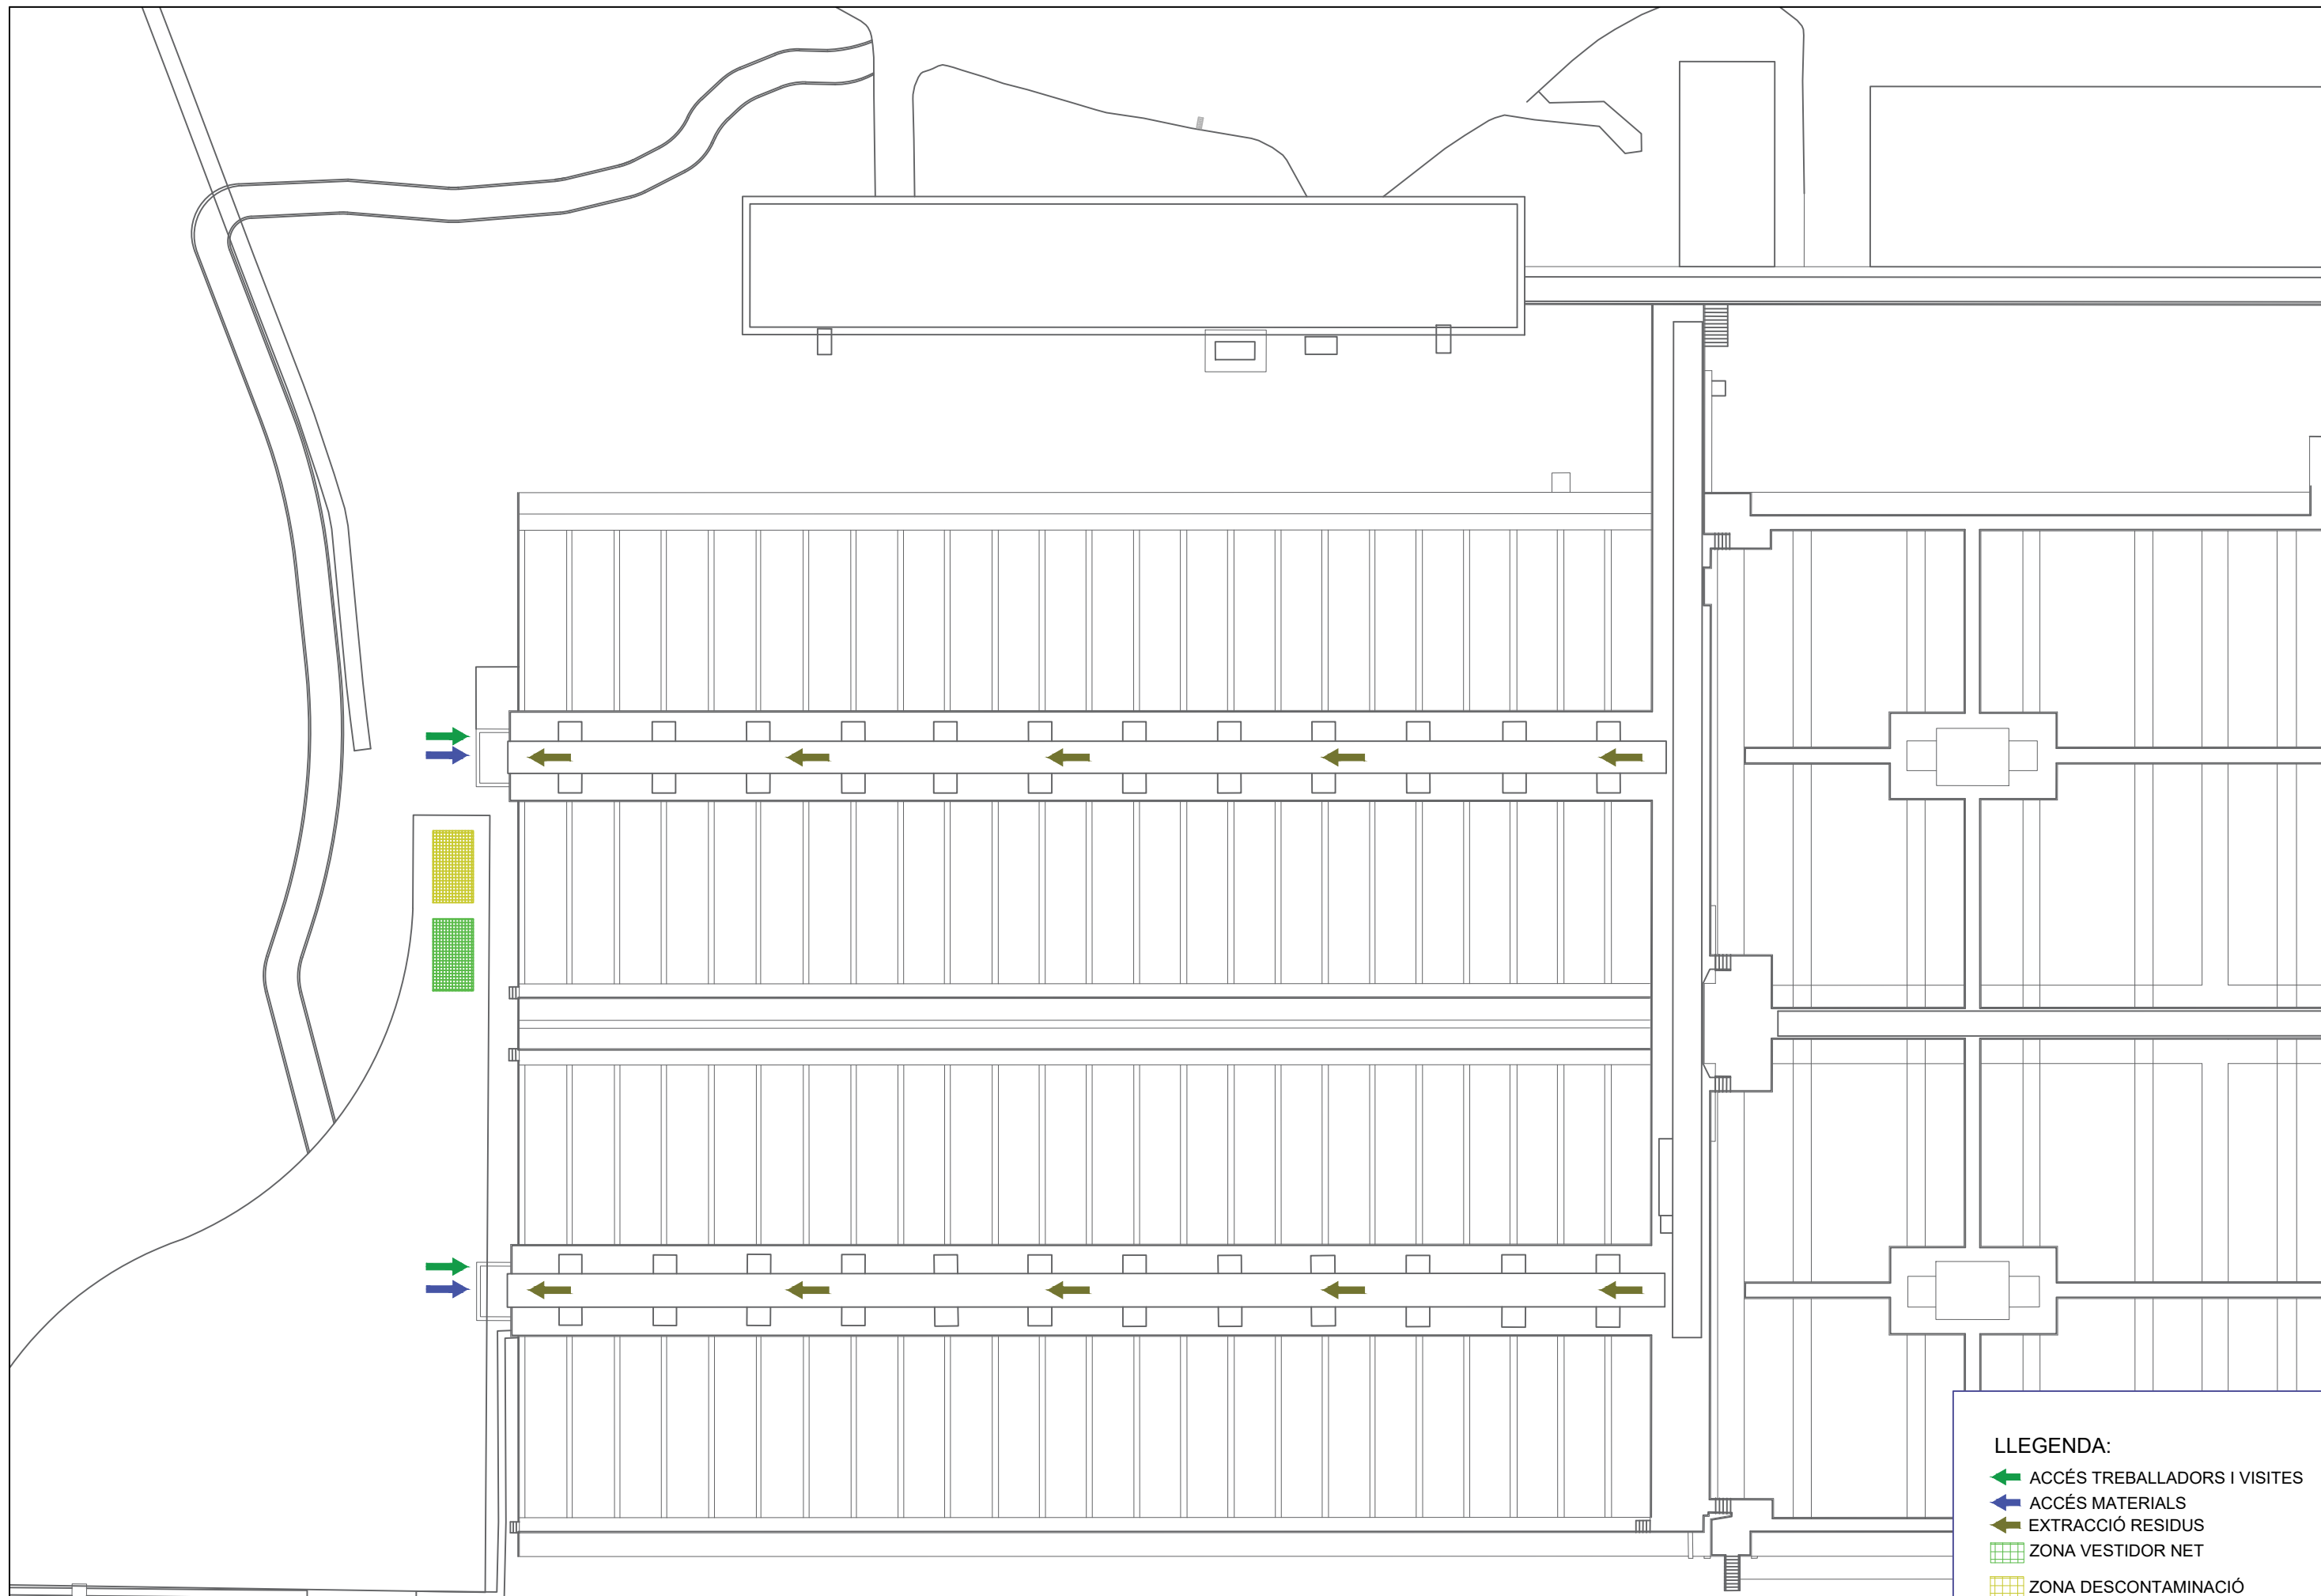 LLEGENDA:
ACCÉS TREBALLADORS I VISITES
ACCÉS MATERIALS
EXTRACCIÓ RESIDUS
ZONA VESTIDOR NET
ZONA DESCONTAMINACIÓ